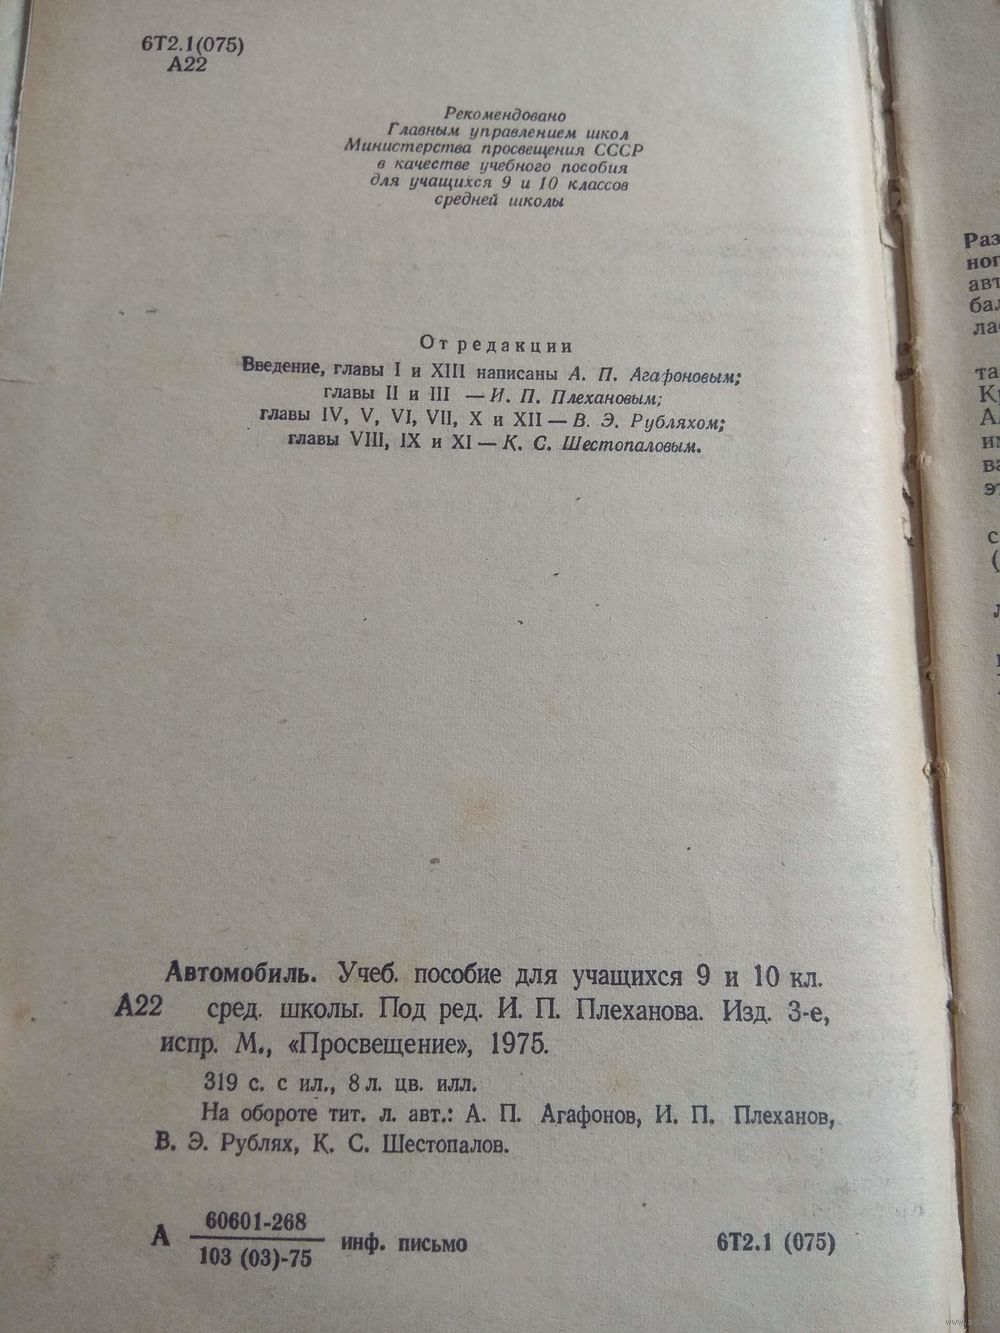 6Т2.1(075)
А22
Рекомендовано
Главным управлением школ
Министерства просвещения СССР
в качестве учебного пособия
для учащихся 9 и 10 классов
средней школы
От редакции
Введение, главы I и XIII написаны А. П. Агафоновым;
главы II и III — И. П. Плехановым;
главы IV, V, VI, VII, X и XII — В. Э. Рубляхом;
главы VIII, IX и XI — К. С. Шестопаловым.
Автомобиль. Учеб. пособие для учащихся 9 и 10 кл.
А22 сред. школы. Под ред. И. П. Плеханова. Изд. 3-е,
испр. М., «Просвещение», 1975.
319 с. с ил., 8 л. цв. илл.
На обороте тит. л. авт.: А. П. Агафонов, И. П. Плеханов,
В. Э. Рублях, К. С. Шестопалов.
60601-268
А инф. письмо 6Т2.1 (075)
103 (03)-75